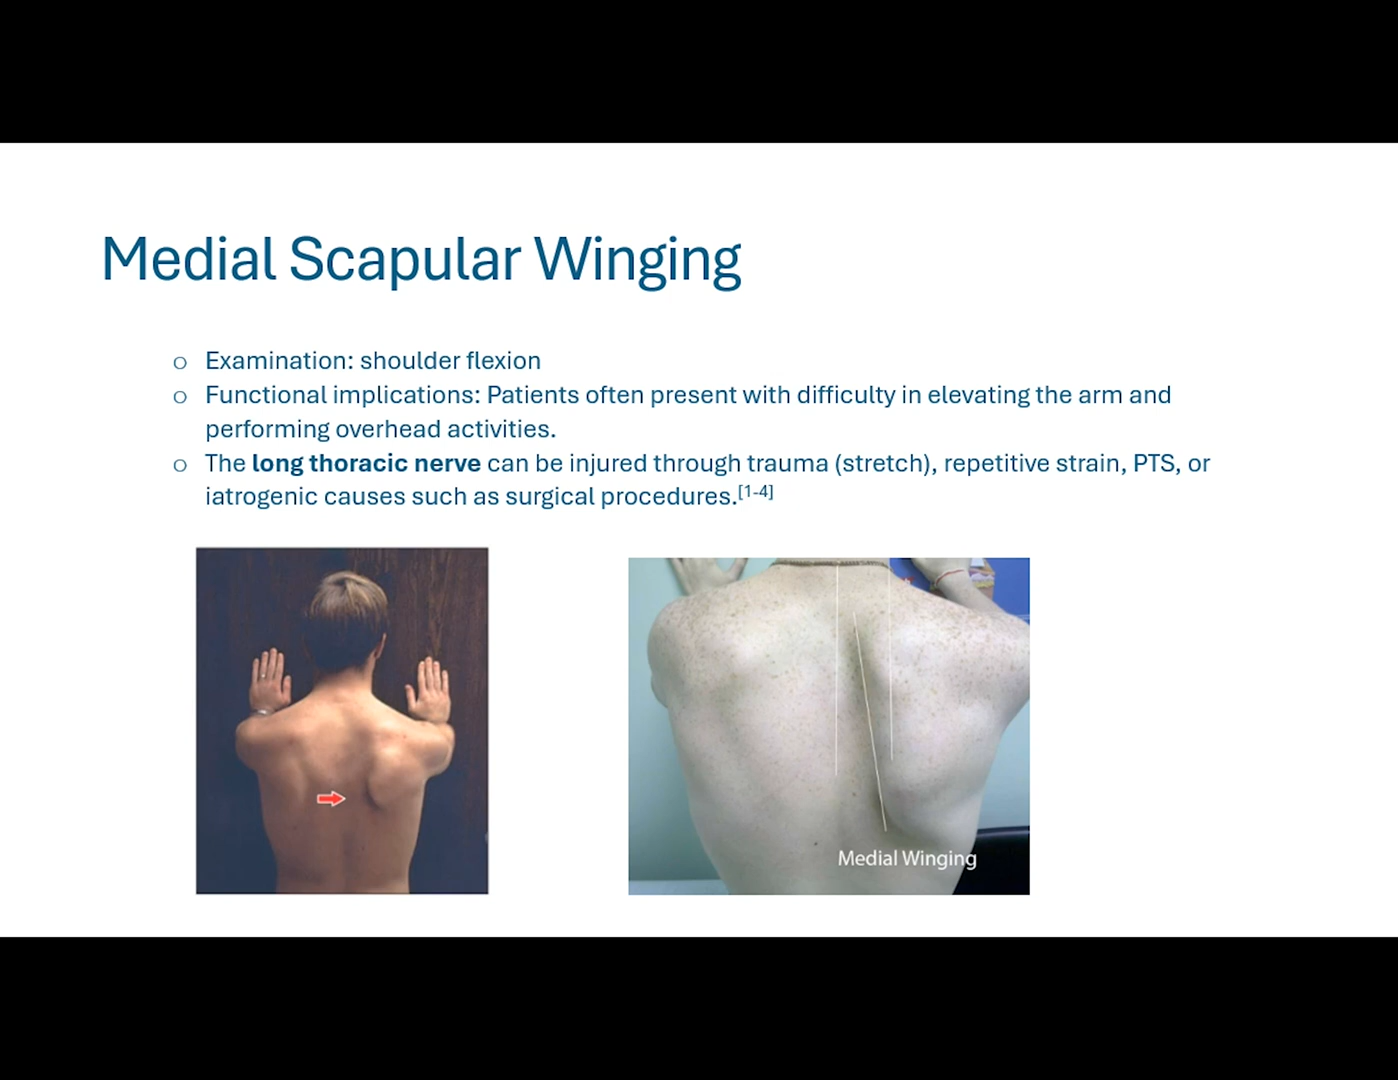 Medial Scapular Winging
o Examination: shoulder flexion
o Functional implications: Patients often present with difficulty in elevating the arm and
performing overhead activities.
o The long thoracic nerve can be injured through trauma (stretch), repetitive strain, PTS, or
iatrogenic causes such as surgical procedures.[1-4]
Medial Winging